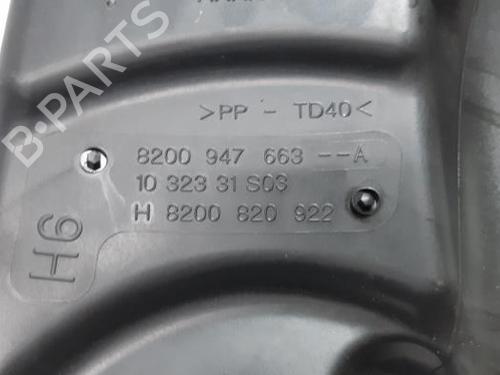 >PP - TD40<
8200 947 663 --A
10 323 31 S03
H 8200 820 922
H6
B-PARTS